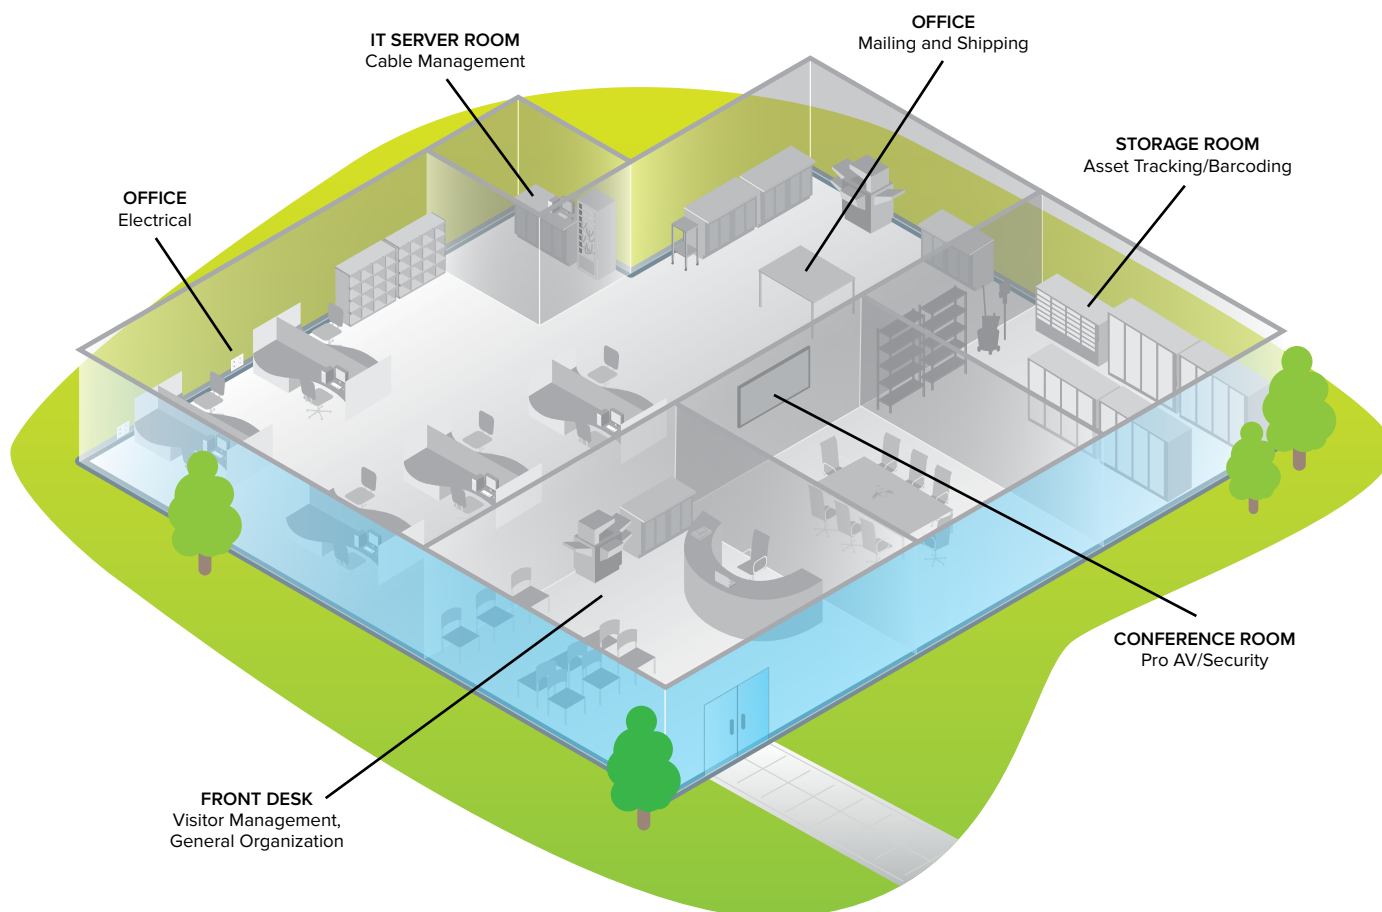 OFFICE
Mailing and Shipping
IT SERVER ROOM
Cable Management
STORAGE ROOM
Asset Tracking/Barcoding
OFFICE
Electrical
CONFERENCE ROOM
Pro AV/Security
FRONT DESK
Visitor Management,
General Organization